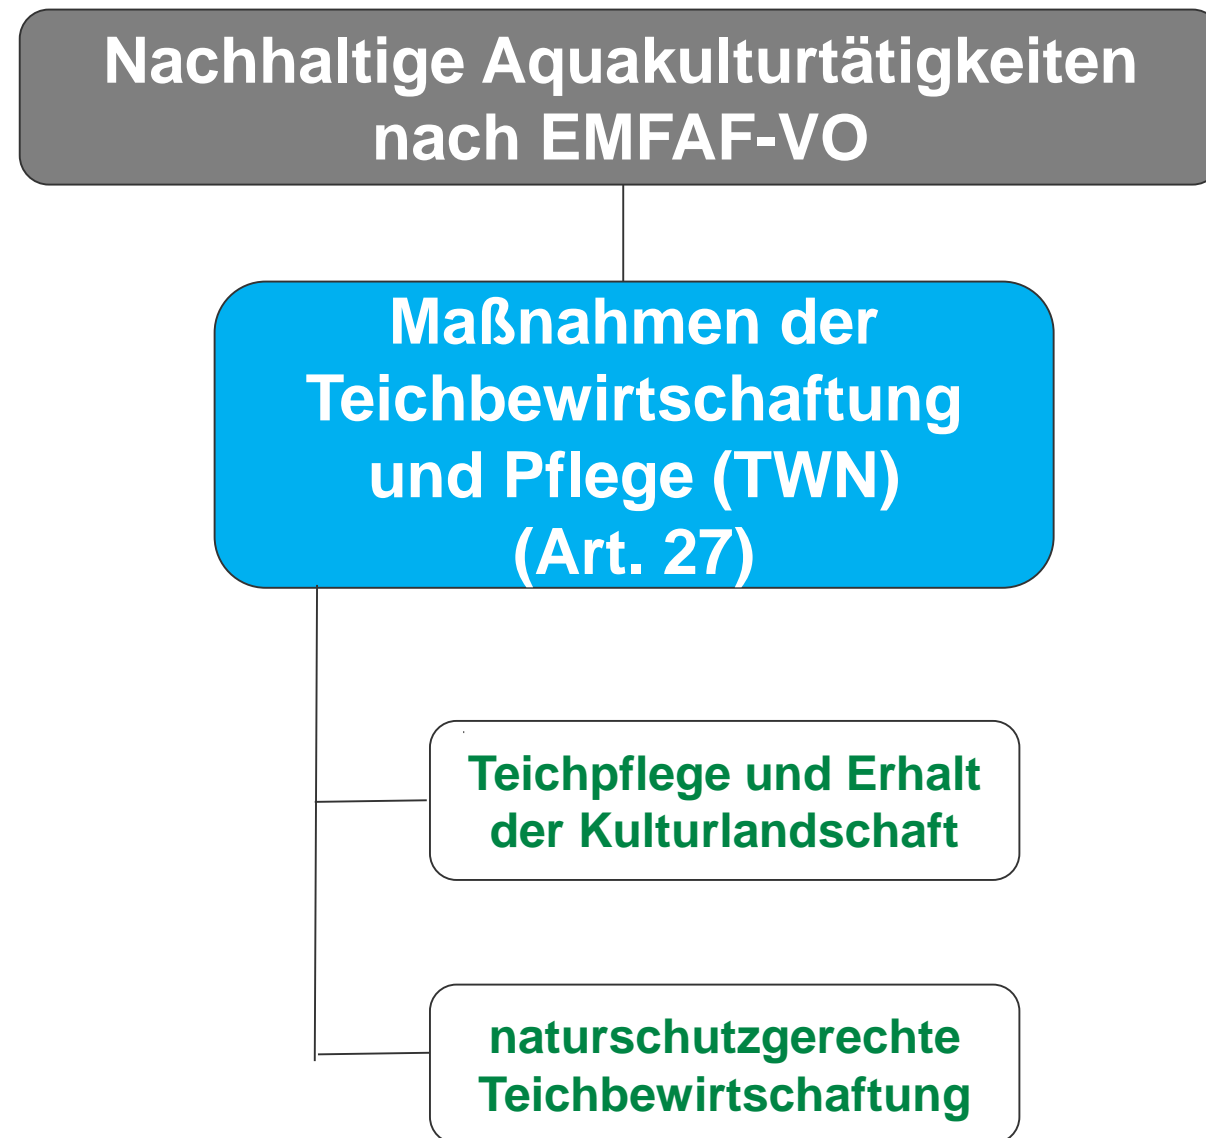 Nachhaltige Aquakulturtätigkeiten
nach EMFAF-VO
Maßnahmen der
Teichbewirtschaftung
und Pflege (TWN)
(Art. 27)
Teichpflege und Erhalt
der Kulturlandschaft
naturschutzgerechte
Teichbewirtschaftung